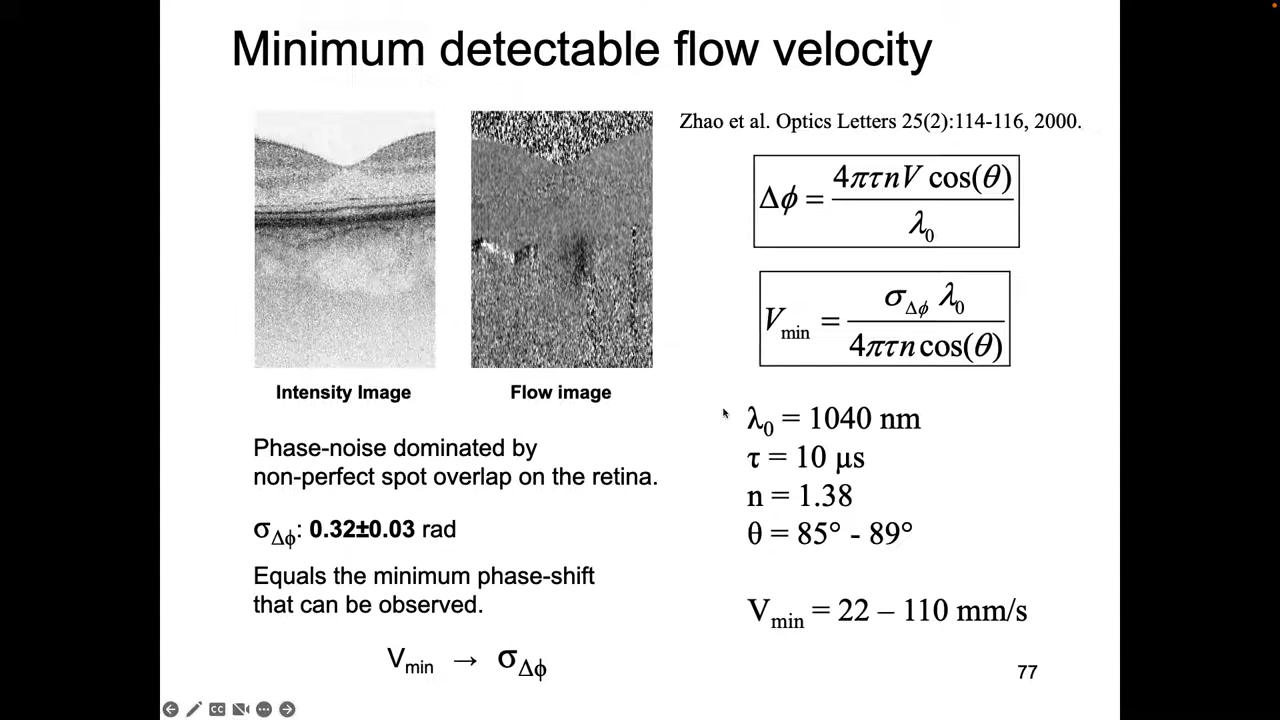 Minimum detectable flow velocity
Zhao et al. Optics Letters 25(2):114-116, 2000.
Δϕ = 4πτnV cos(θ) / λ₀
V_min = σ_Δϕ λ₀ / 4πτn cos(θ)
Intensity Image
Flow image
Phase-noise dominated by
non-perfect spot overlap on the retina.
σ_Δϕ: 0.32±0.03 rad
Equals the minimum phase-shift
that can be observed.
V_min → σ_Δϕ
λ₀ = 1040 nm
τ = 10 μs
n = 1.38
θ = 85° - 89°
V_min = 22 – 110 mm/s
77
CC